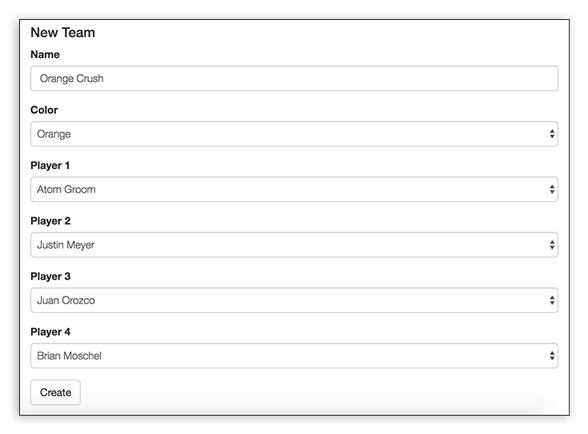 New Team
Name
Orange Crush
Color
Orange
Player 1
Atom Groom
Player 2
Justin Meyer
Player 3
Juan Orozco
Player 4
Brian Moschel
Create